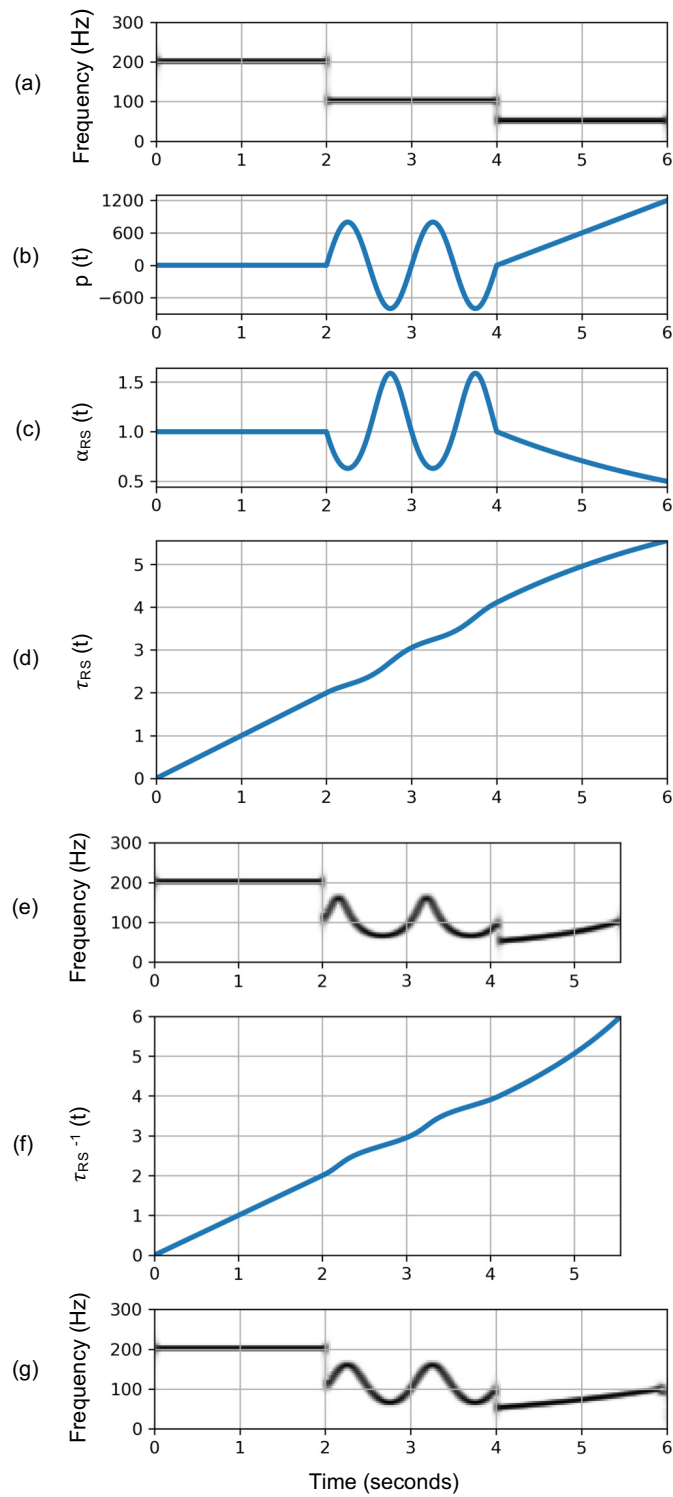 (a)
Frequency (Hz)
300
200
100
0
0 1 2 3 4 5 6
(b)
p (t)
1200
600
0
−600
0 1 2 3 4 5 6
(c)
αRS (t)
1.5
1.0
0.5
0 1 2 3 4 5 6
(d)
τRS (t)
5
4
3
2
1
0
0 1 2 3 4 5 6
(e)
Frequency (Hz)
300
200
100
0
0 1 2 3 4 5
(f)
τRS -1 (t)
6
5
4
3
2
1
0
0 1 2 3 4 5
(g)
Frequency (Hz)
300
200
100
0
0 1 2 3 4 5 6
Time (seconds)